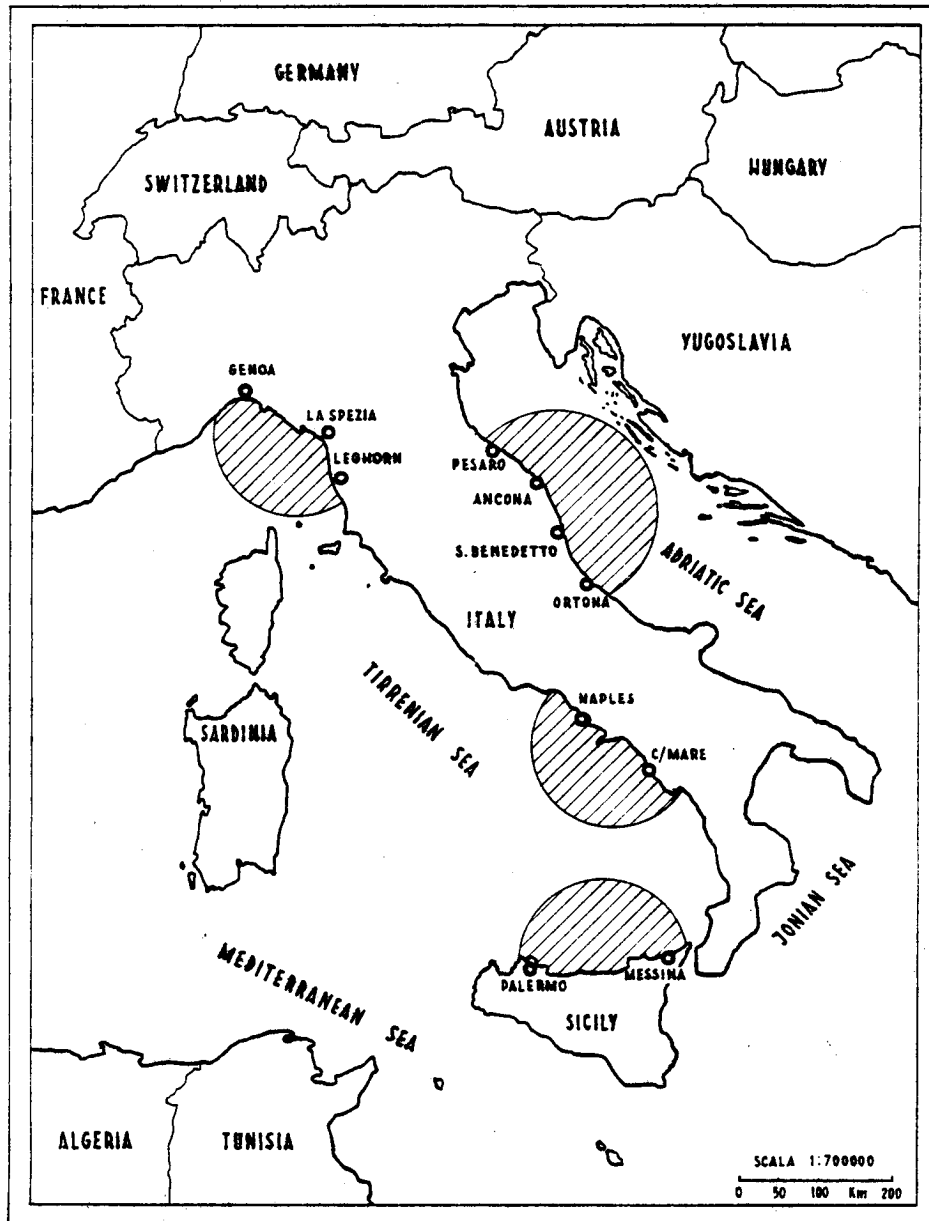 GERMANY
AUSTRIA
HUNGARY
SWITZERLAND
FRANCE
YUGOSLAVIA
GENOA
LA SPEZIA
LEGHORN
PESARO
ANCONA
S. BENEDETTO
ORTONA
ADRIATIC SEA
ITALY
TIRRENIAN SEA
NAPLES
C/MARE
SARDINIA
JONIAN SEA
MEDITERRANEAN SEA
PALERMO
MESSINA
SICILY
ALGERIA
TUNISIA
SCALA 1:700000
0 50 100 Km 200